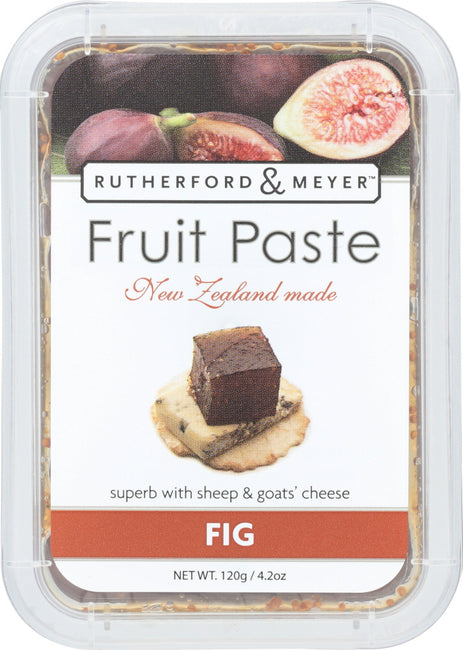 RUTHERFORD & MEYER™
Fruit Paste
New Zealand made
superb with sheep & goats' cheese
FIG
NET WT. 120g / 4.2oz